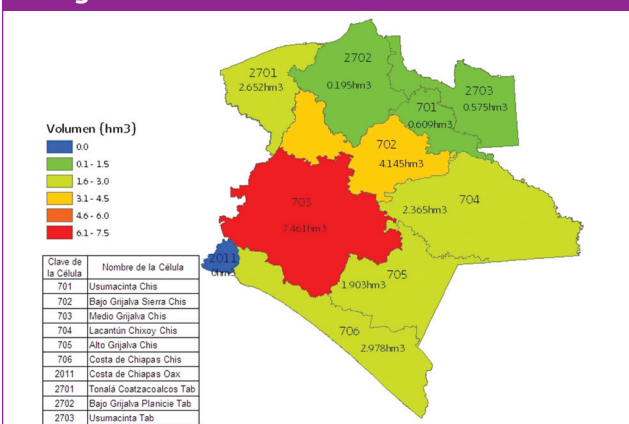 2702
0.195hm3
2701
2.652hm3
2703
0.575hm3
701
0.609hm3
702
4.145hm3
Volumen (hm3)
0.0
0.1 - 1.5
1.6 - 3.0
3.1 - 4.5
4.6 - 6.0
6.1 - 7.5
703
7.461hm3
704
2.365hm3
2011
0hm3
705
1.903hm3
706
2.978hm3
Clave de la Célula Nombre de la Célula
701 Usumacinta Chis
702 Bajo Grijalva Sierra Chis
703 Medio Grijalva Chis
704 Lacantún Chixoy Chis
705 Alto Grijalva Chis
706 Costa de Chiapas Chis
2011 Costa de Chiapas Oax
2701 Tonalá Coatzacoalcos Tab
2702 Bajo Grijalva Planicie Tab
2703 Usumacinta Tab